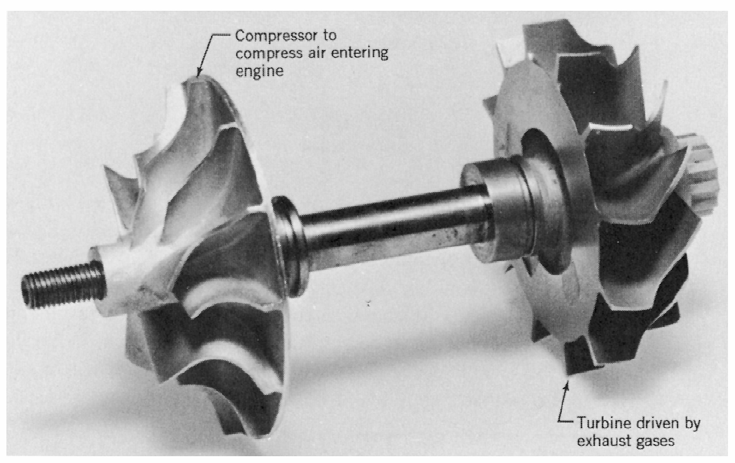 Compressor to
compress air entering
engine
Turbine driven by
exhaust gases